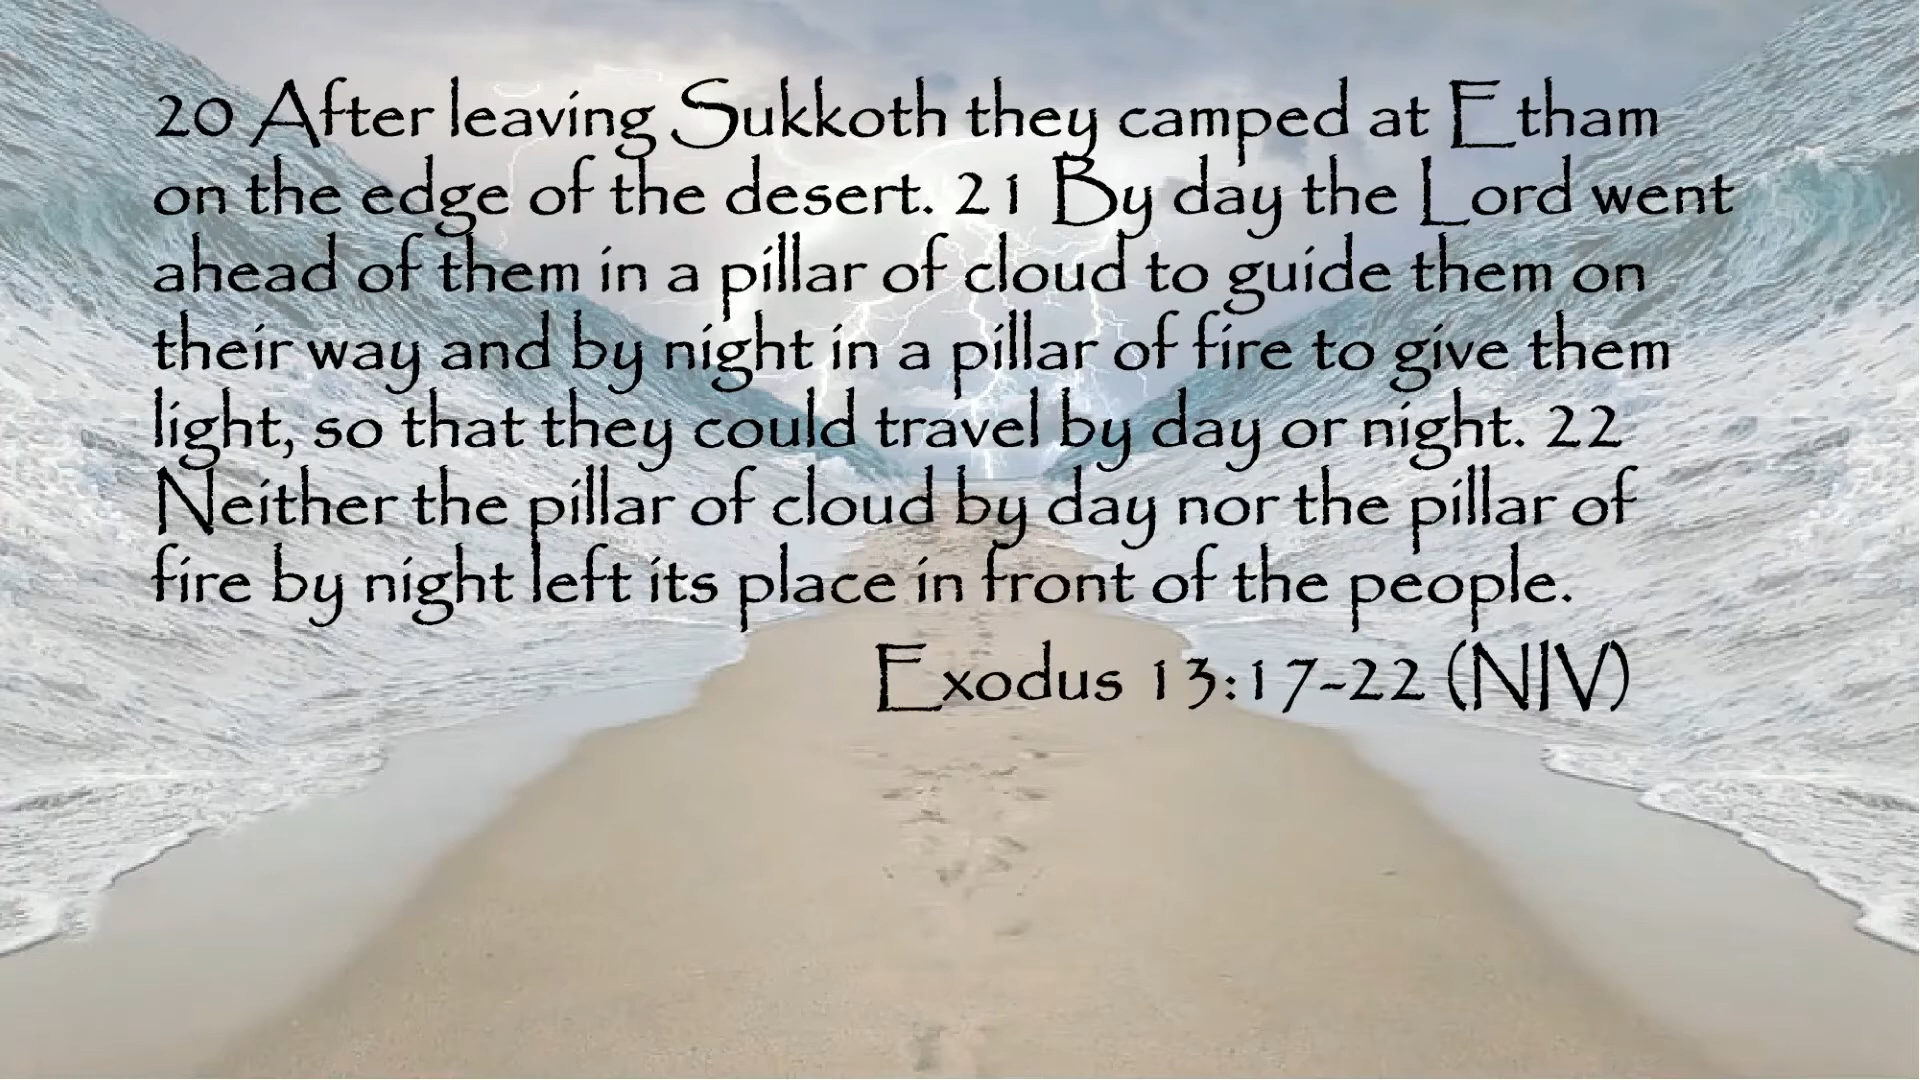 20 After leaving Sukkoth they camped at Etham
on the edge of the desert. 21 By day the Lord went
ahead of them in a pillar of cloud to guide them on
their way and by night in a pillar of fire to give them
light, so that they could travel by day or night. 22
Neither the pillar of cloud by day nor the pillar of
fire by night left its place in front of the people.
Exodus 13:17-22 (NIV)